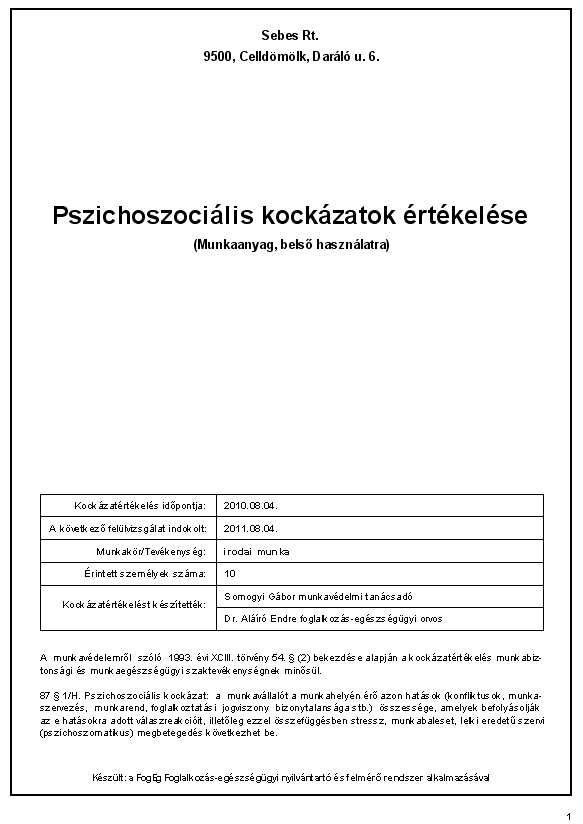 Sebes Rt.
9500, Celldömölk, Daráló u. 6.
Pszichoszociális kockázatok értékelése
(Munkaanyag, belső használatra)
Kockázatértékelés időpontja: 2010.08.04.
A következő felülvizsgálat indokolt: 2011.08.04.
Munkakör/Tevékenység: irodai munka
Érintett személyek száma: 10
Kockázatértékelést készítették:
Somogyi Gábor munkavédelmi tanácsadó
Dr. Aláíró Endre foglalkozás-egészségügyi orvos
A munkavédelemről szóló 1993. évi XCIII. törvény 54. § (2) bekezdése alapján a kockázatértékelés munkabiz-
tonsági és munkaegészségügyi szaktevékenységnek minősül.
87 § 1/H. Pszichoszociális kockázat: a munkavállalót a munkahelyén érő azon hatások (konfliktusok, munka-
szervezés, munkarend, foglalkoztatási jogviszony bizonytalansága stb.) összessége, amelyek befolyásolják
az e hatásokra adott válaszreakcióit, illetőleg ezzel összefüggésben stressz, munkabaleset, lelki eredetű szervi
(pszichoszomatikus) megbetegedés következhet be.
Készült: a FogEg Foglalkozás-egészségügyi nyilvántartó és felmérő rendszer alkalmazásával
1